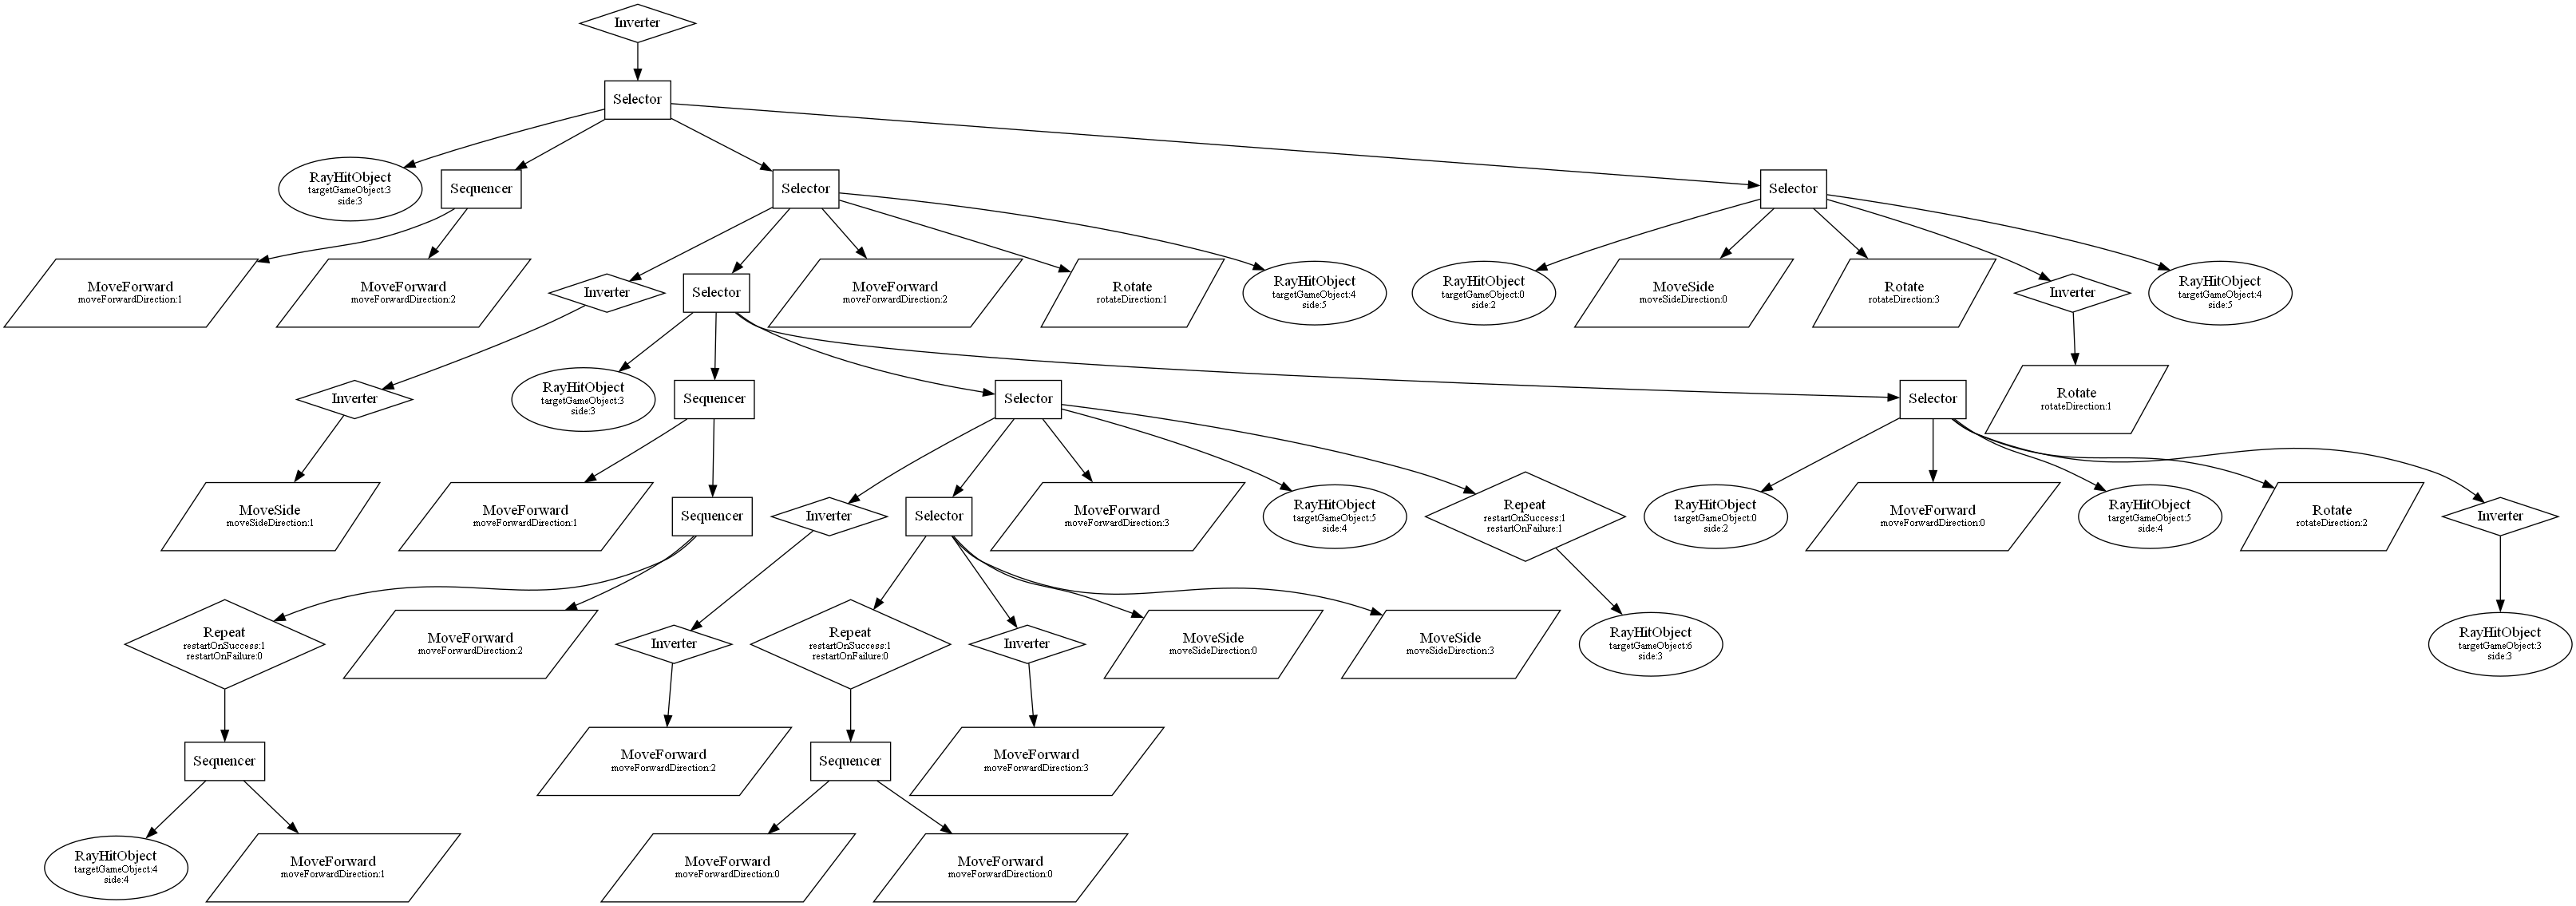 Inverter
Selector
RayHitObject
targetGameObject:3
side:3
Sequencer
Selector
Selector
MoveForward
moveForwardDirection:1
MoveForward
moveForwardDirection:2
Inverter
Selector
MoveForward
moveForwardDirection:2
Rotate
rotateDirection:1
RayHitObject
targetGameObject:4
side:5
RayHitObject
targetGameObject:0
side:2
MoveSide
moveSideDirection:0
Rotate
rotateDirection:3
Inverter
RayHitObject
targetGameObject:4
side:5
Inverter
RayHitObject
targetGameObject:3
side:3
Sequencer
Selector
Selector
Rotate
rotateDirection:1
MoveSide
moveSideDirection:1
MoveForward
moveForwardDirection:1
Sequencer
Inverter
Selector
MoveForward
moveForwardDirection:3
RayHitObject
targetGameObject:5
side:4
Repeat
restartOnSuccess:1
restartOnFailure:1
RayHitObject
targetGameObject:0
side:2
MoveForward
moveForwardDirection:0
RayHitObject
targetGameObject:5
side:4
Rotate
rotateDirection:2
Inverter
Repeat
restartOnSuccess:1
restartOnFailure:0
MoveForward
moveForwardDirection:2
Inverter
Repeat
restartOnSuccess:1
restartOnFailure:0
Inverter
MoveSide
moveSideDirection:0
MoveSide
moveSideDirection:3
RayHitObject
targetGameObject:6
side:3
RayHitObject
targetGameObject:3
side:3
Sequencer
MoveForward
moveForwardDirection:2
Sequencer
MoveForward
moveForwardDirection:3
RayHitObject
targetGameObject:4
side:4
MoveForward
moveForwardDirection:1
MoveForward
moveForwardDirection:0
MoveForward
moveForwardDirection:0